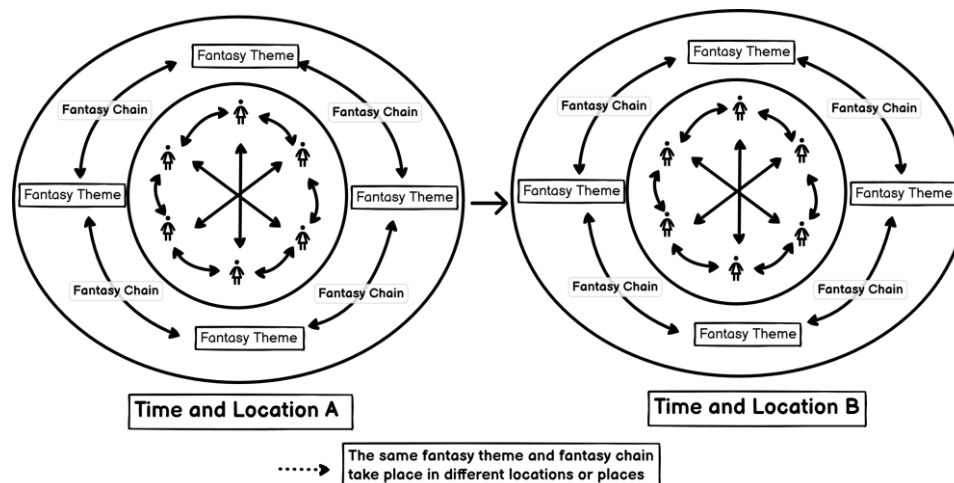 Fantasy Theme
Fantasy Chain
Fantasy Chain
Fantasy Theme
Fantasy Theme
Fantasy Chain
Fantasy Chain
Fantasy Theme
Time and Location A
Fantasy Theme
Fantasy Chain
Fantasy Chain
Fantasy Theme
Fantasy Theme
Fantasy Chain
Fantasy Chain
Fantasy Theme
Time and Location B
The same fantasy theme and fantasy chain
take place in different locations or places